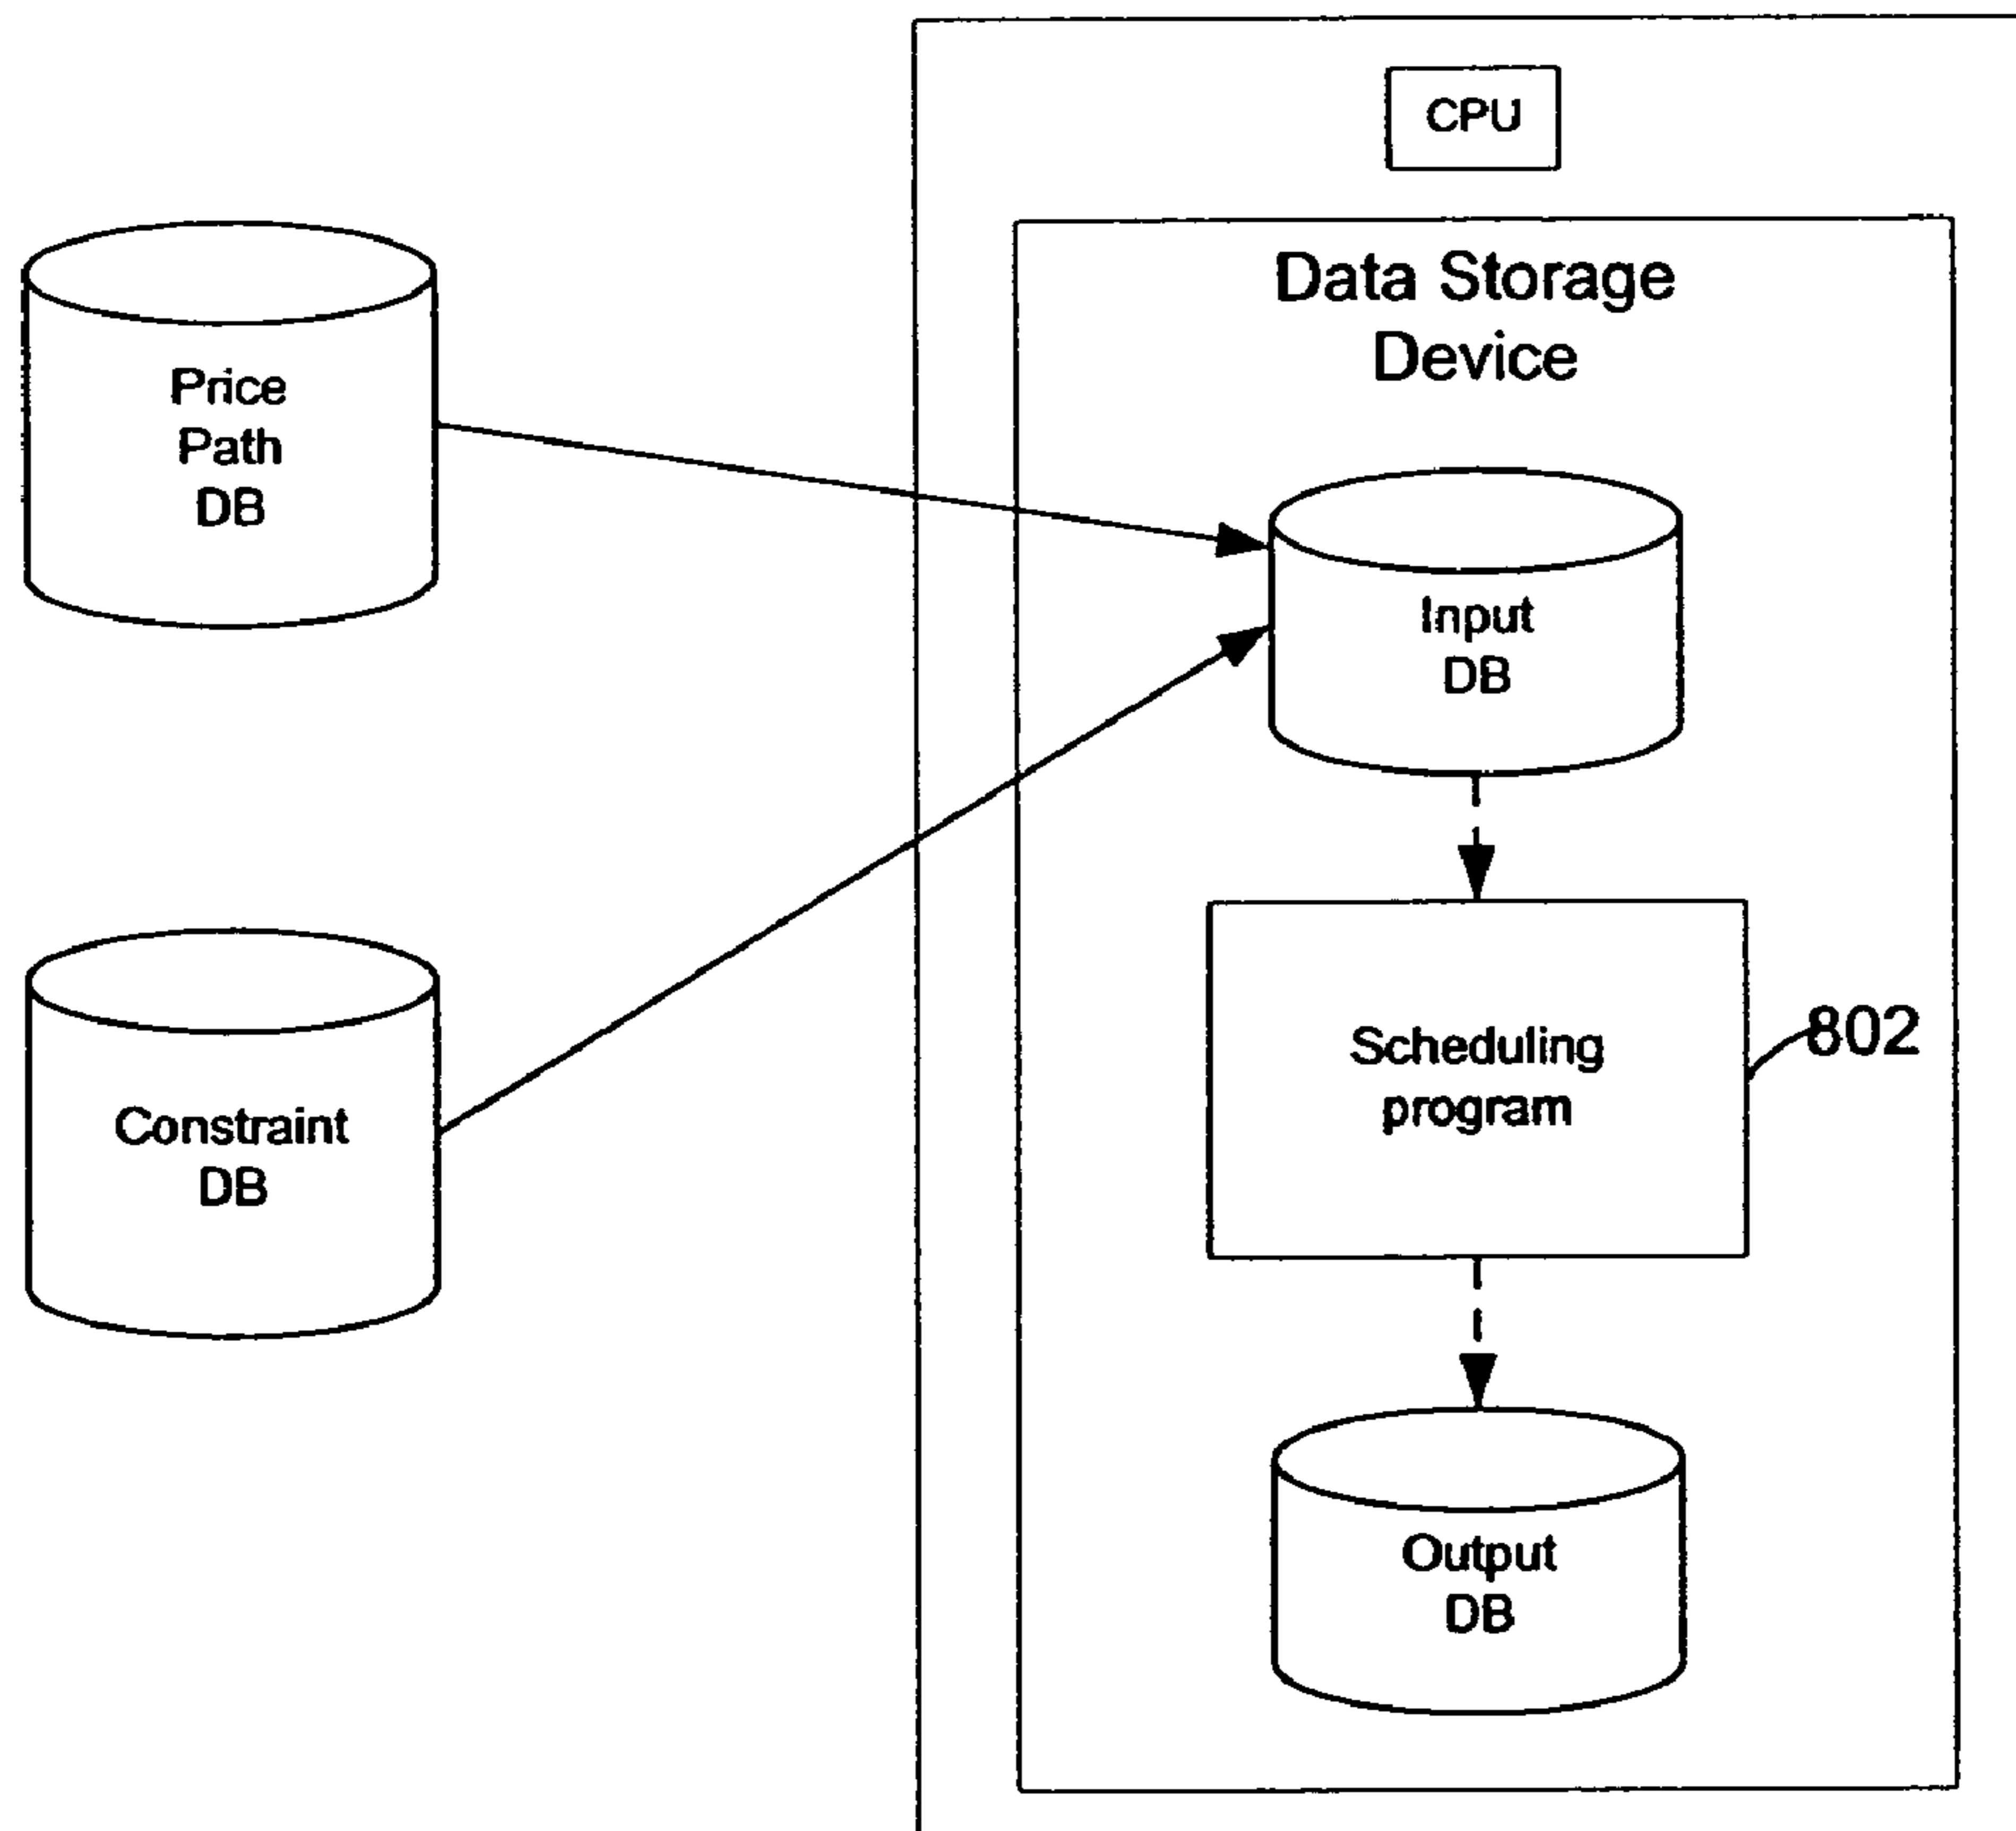 CPU
Data Storage
Device
Price
Path
DB
Input
DB
Scheduling
program
802
Constraint
DB
Output
DB